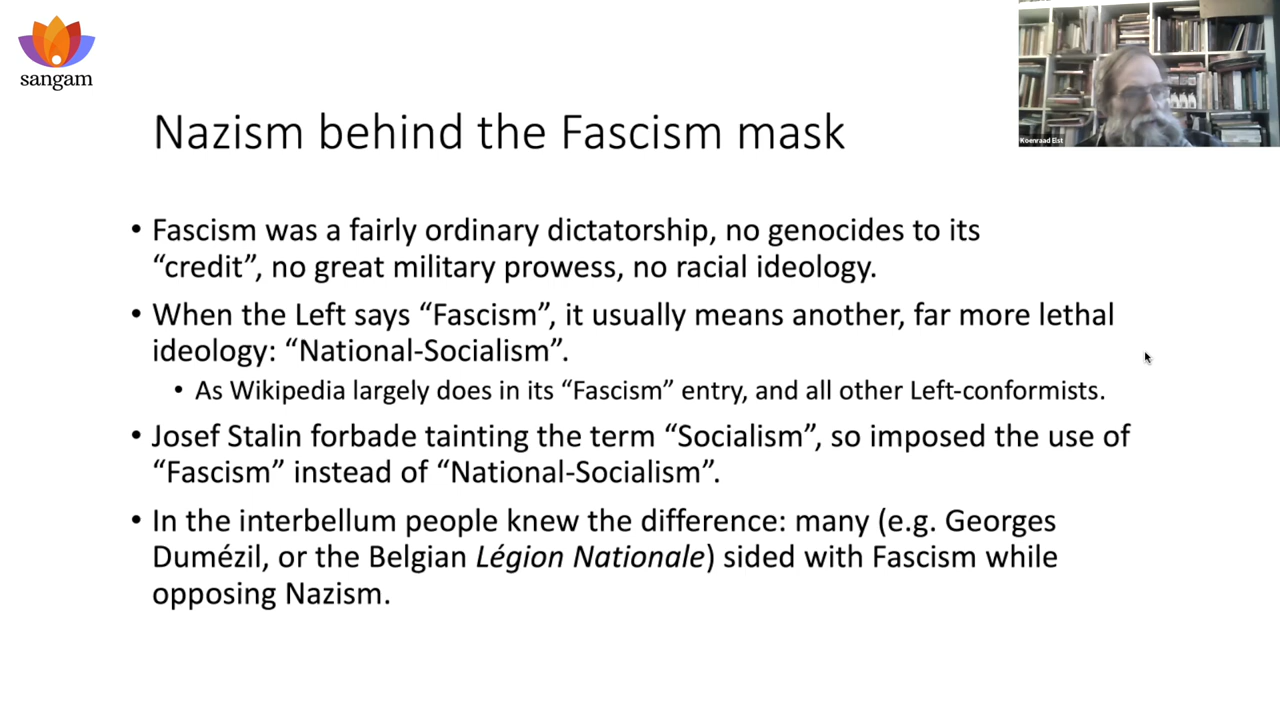 sangam
Koenraad Elst
Nazism behind the Fascism mask
• Fascism was a fairly ordinary dictatorship, no genocides to its
“credit”, no great military prowess, no racial ideology.
• When the Left says “Fascism”, it usually means another, far more lethal
ideology: “National-Socialism”.
• As Wikipedia largely does in its “Fascism” entry, and all other Left-conformists.
• Josef Stalin forbade tainting the term “Socialism”, so imposed the use of
“Fascism” instead of “National-Socialism”.
• In the interbellum people knew the difference: many (e.g. Georges
Dumézil, or the Belgian Légion Nationale) sided with Fascism while
opposing Nazism.